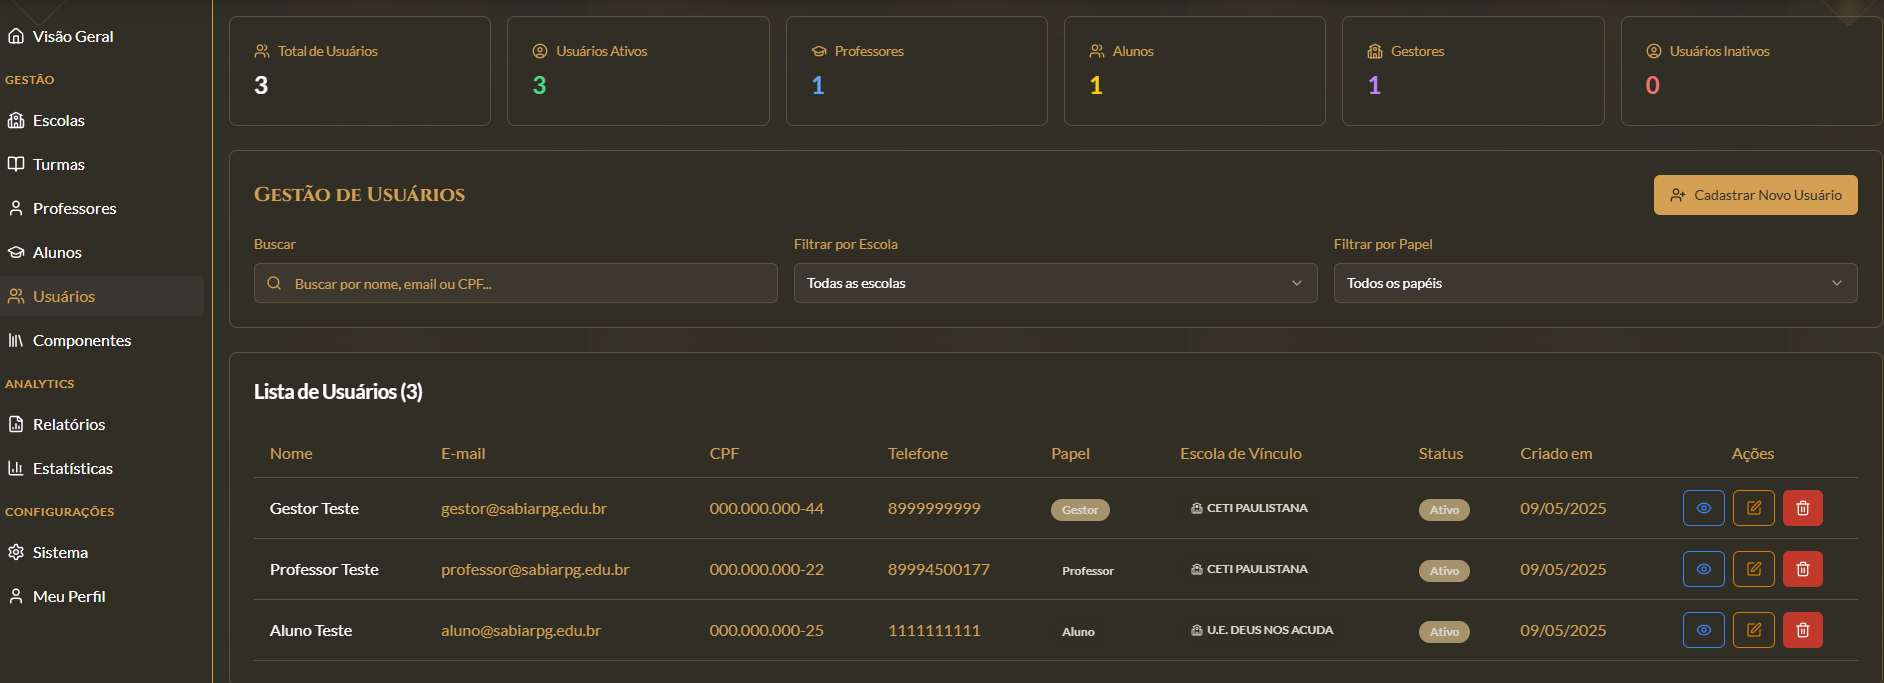 Visão Geral
GESTÃO
Escolas
Turmas
Professores
Alunos
Usuários
Componentes
ANALYTICS
Relatórios
Estatísticas
CONFIGURAÇÕES
Sistema
Meu Perfil
Total de Usuários
3
Usuários Ativos
3
Professores
1
Alunos
1
Gestores
1
Usuários Inativos
0
Gestão de Usuários
Cadastrar Novo Usuário
Buscar
Buscar por nome, email ou CPF...
Filtrar por Escola
Todas as escolas
Filtrar por Papel
Todos os papéis
Lista de Usuários (3)
Nome E-mail CPF Telefone Papel Escola de Vínculo Status Criado em Ações
Gestor Teste gestor@sabiarpg.edu.br 000.000.000-44 8999999999 Gestor CETI PAULISTANA Ativo 09/05/2025
Professor Teste professor@sabiarpg.edu.br 000.000.000-22 89994500177 Professor CETI PAULISTANA Ativo 09/05/2025
Aluno Teste aluno@sabiarpg.edu.br 000.000.000-25 1111111111 Aluno U.E. DEUS NOS ACUDA Ativo 09/05/2025